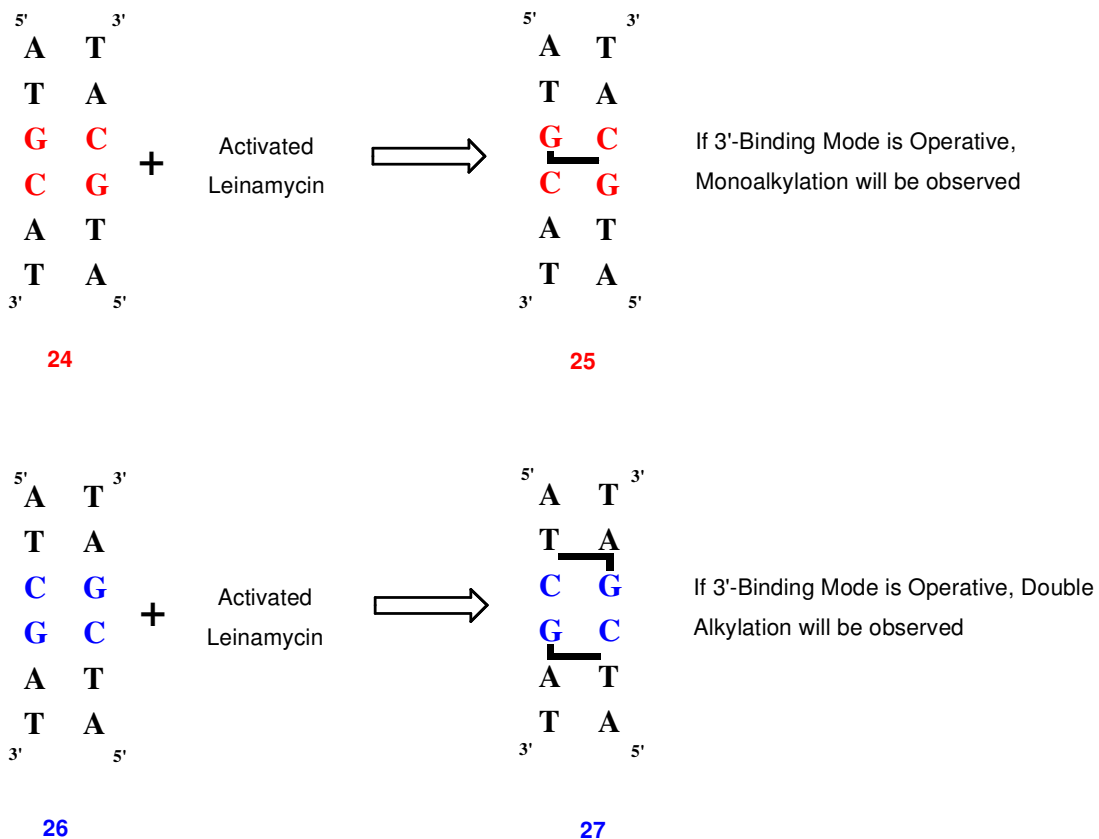 5' 3'
A T
T A
G C
C G
A T
T A
3' 5'
24
+
Activated
Leinamycin
5' 3'
A T
T A
G C
C G
A T
T A
3' 5'
25
If 3'-Binding Mode is Operative,
Monoalkylation will be observed
5' 3'
A T
T A
C G
G C
A T
T A
3' 5'
26
+
Activated
Leinamycin
5' 3'
A T
T A
C G
G C
A T
T A
3' 5'
27
If 3'-Binding Mode is Operative, Double
Alkylation will be observed